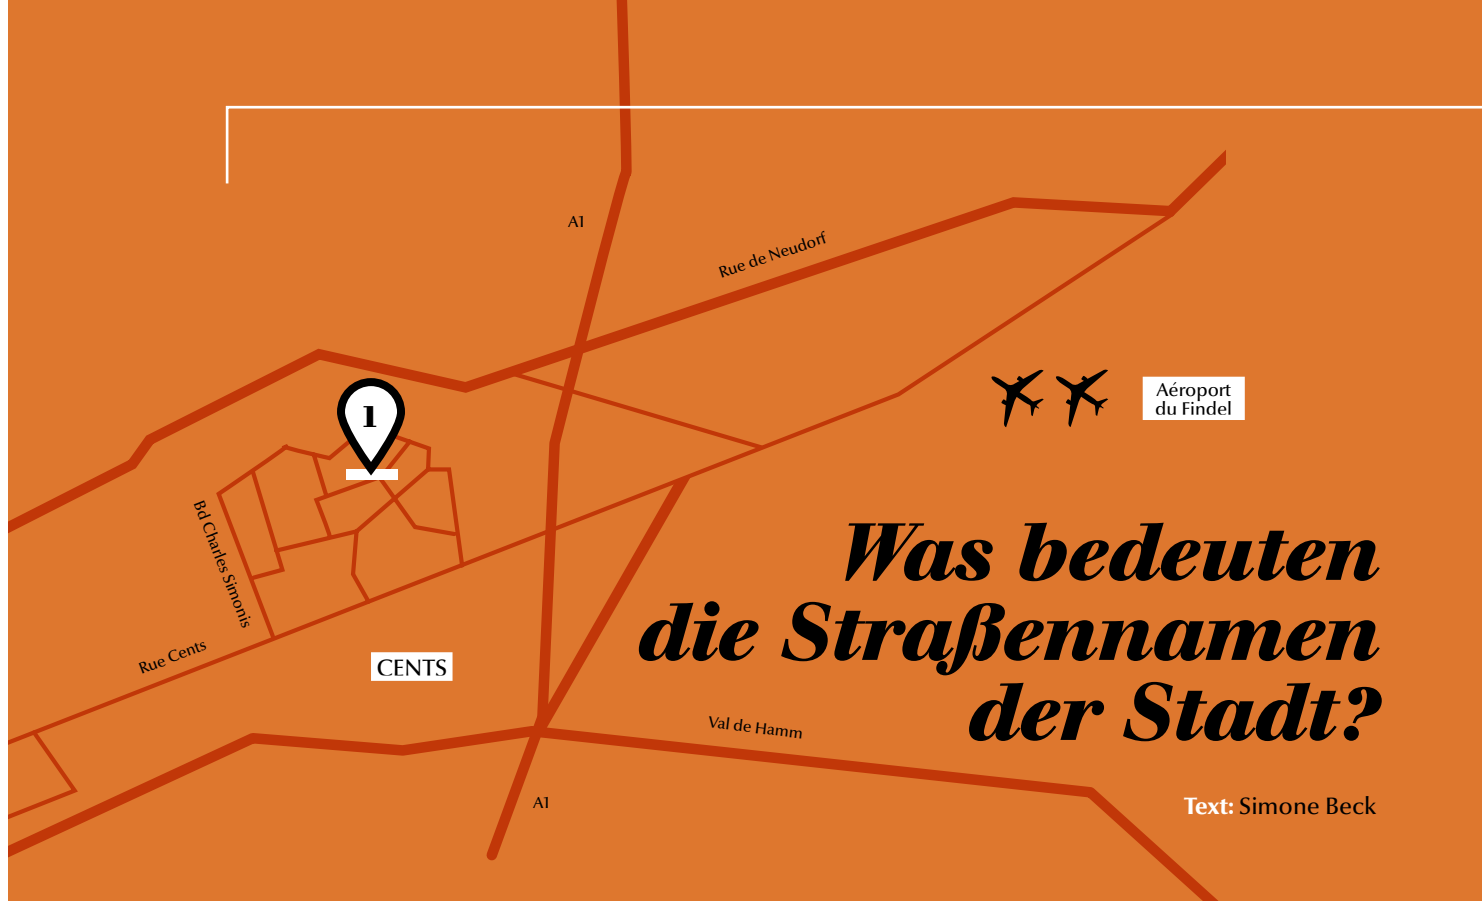 A1
Rue de Neudorf
Aéroport
du Findel
1
Bd Charles Simonis
Rue Cents
CENTS
Was bedeuten
die Straßennamen
der Stadt?
Val de Hamm
A1
Text: Simone Beck